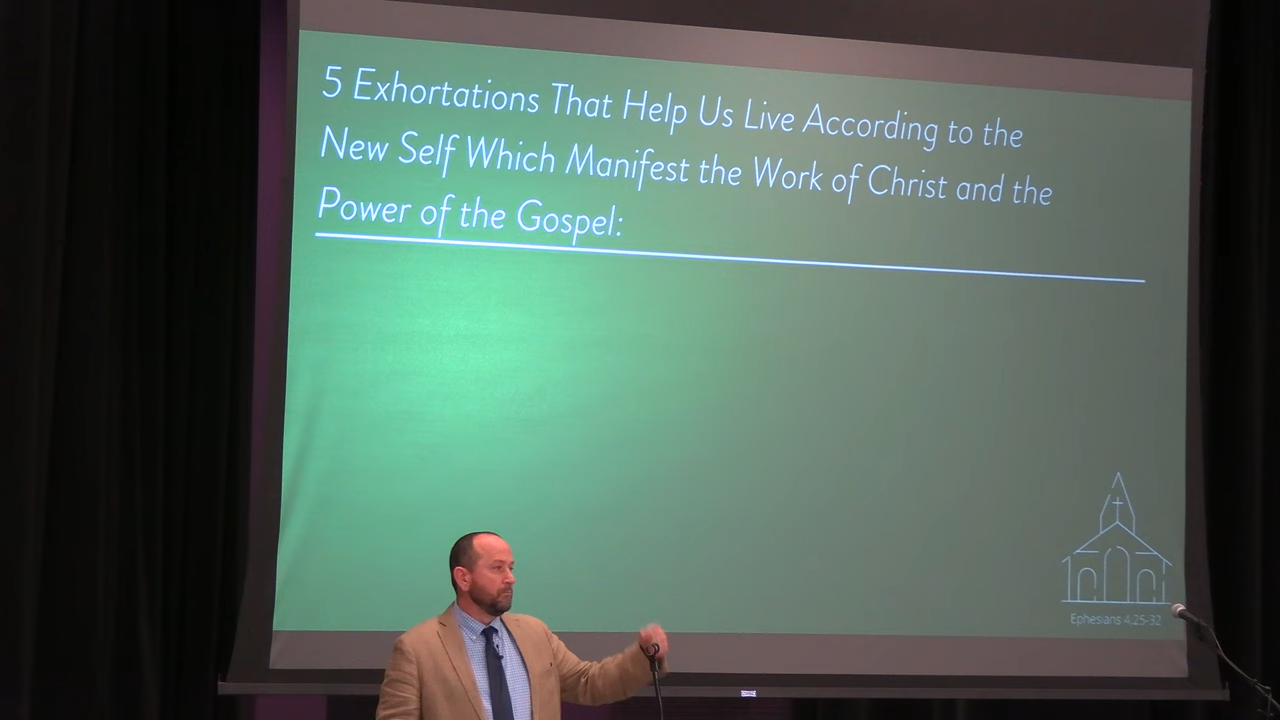 5 Exhortations That Help Us Live According to the
New Self Which Manifest the Work of Christ and the
Power of the Gospel:
Ephesians 4.25-32